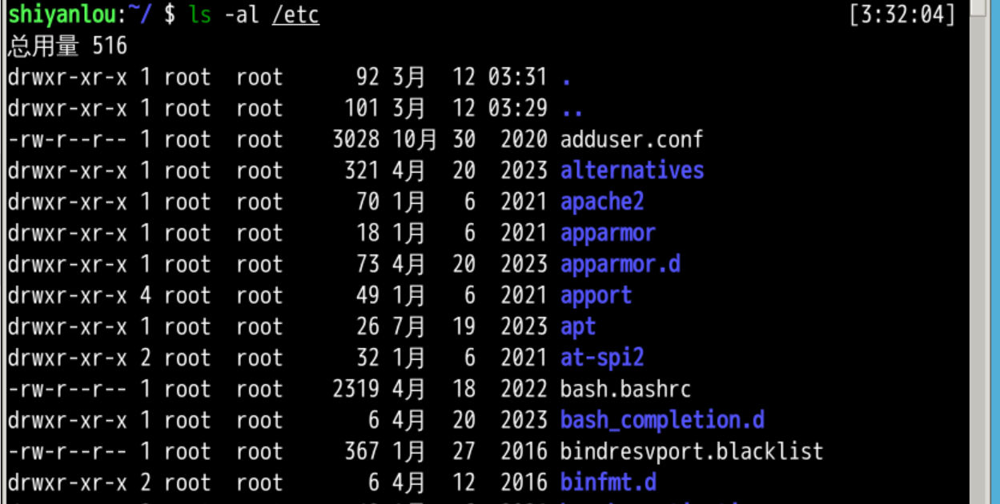 shiyanlou:~/ $ ls -al /etc [3:32:04]
总用量 516
drwxr-xr-x 1 root root 92 3月 12 03:31 .
drwxr-xr-x 1 root root 101 3月 12 03:29 ..
-rw-r--r-- 1 root root 3028 10月 30 2020 adduser.conf
drwxr-xr-x 1 root root 321 4月 20 2023 alternatives
drwxr-xr-x 1 root root 70 1月 6 2021 apache2
drwxr-xr-x 1 root root 18 1月 6 2021 apparmor
drwxr-xr-x 1 root root 73 4月 20 2023 apparmor.d
drwxr-xr-x 4 root root 49 1月 6 2021 apport
drwxr-xr-x 1 root root 26 7月 19 2023 apt
drwxr-xr-x 2 root root 32 1月 6 2021 at-spi2
-rw-r--r-- 1 root root 2319 4月 18 2022 bash.bashrc
drwxr-xr-x 1 root root 6 4月 20 2023 bash_completion.d
-rw-r--r-- 1 root root 367 1月 27 2016 bindresvport.blacklist
drwxr-xr-x 2 root root 6 4月 12 2016 binfmt.d